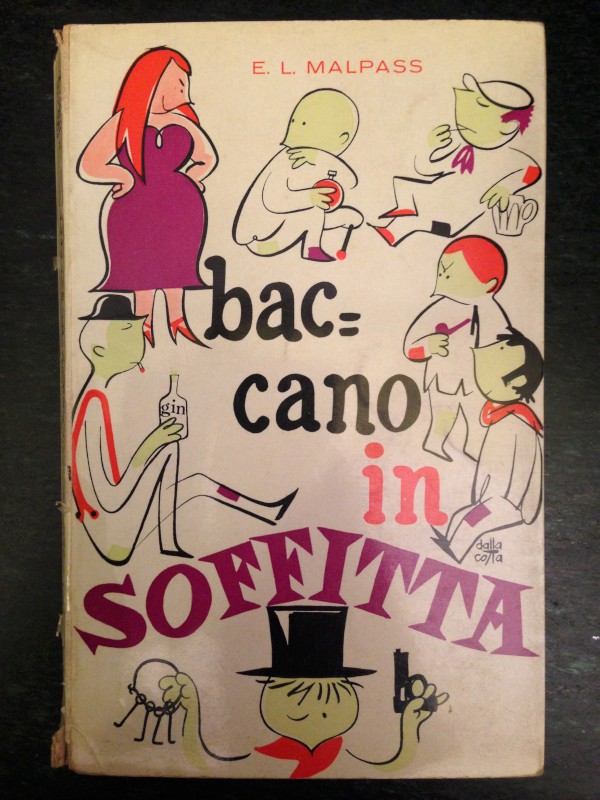 E. L. MALPASS
gin
bac=
cano
in
dalla
costa
SOFFITTA